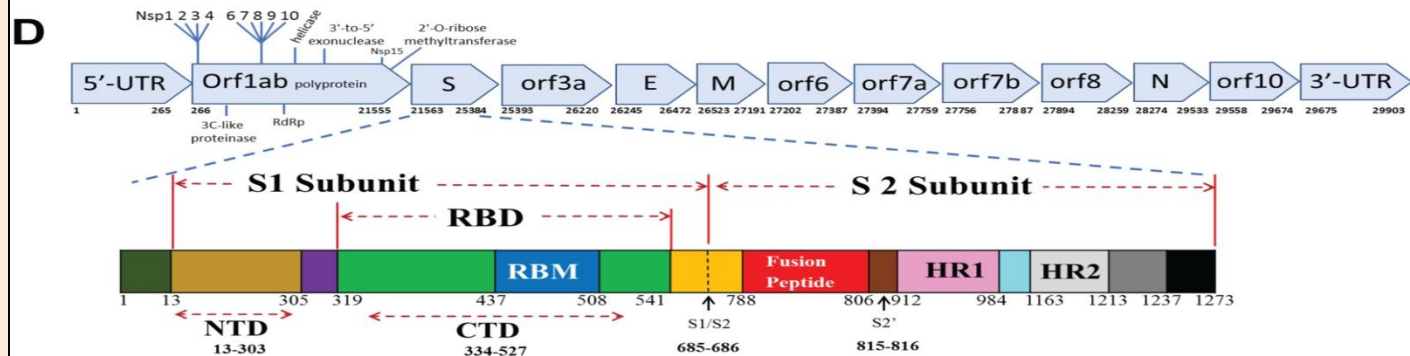 D
Nsp1 2 3 4 6 7 8 9 10 helicase 3'-to-5' exonuclease Nsp15 2'-O-ribose methyltransferase
5′-UTR Orf1ab polyprotein S orf3a E M orf6 orf7a orf7b orf8 N orf10 3′-UTR
1 265 266 21555 21563 25384 25393 26220 26245 26472 26523 27191 27202 27387 27394 27759 27756 27887 27894 28259 28274 29533 29558 29674 29675 29903
3C-like proteinase RdRp
S1 Subunit S 2 Subunit
RBD
RBM Fusion Peptide HR1 HR2
1 13 305 319 437 508 541 788 806 912 984 1163 1213 1237 1273
NTD CTD S1/S2 S2'
13-303 334-527 685-686 815-816